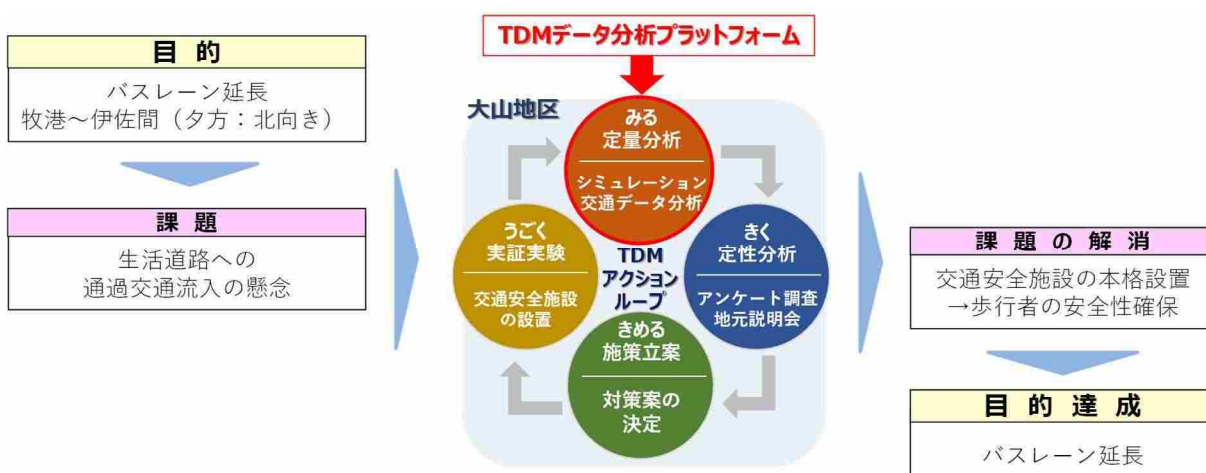 目的
バスレーン延長
牧港～伊佐間（夕方：北向き）
課題
生活道路への
通過交通流入の懸念
TDMデータ分析プラットフォーム
大山地区
みる
定量分析
シミュレーション
交通データ分析
きく
定性分析
アンケート調査
地元説明会
きめる
施策立案
対策案の
決定
うごく
実証実験
交通安全施設
の設置
TDM
アクション
ループ
課題の解消
交通安全施設の本格設置
→歩行者の安全性確保
目的達成
バスレーン延長